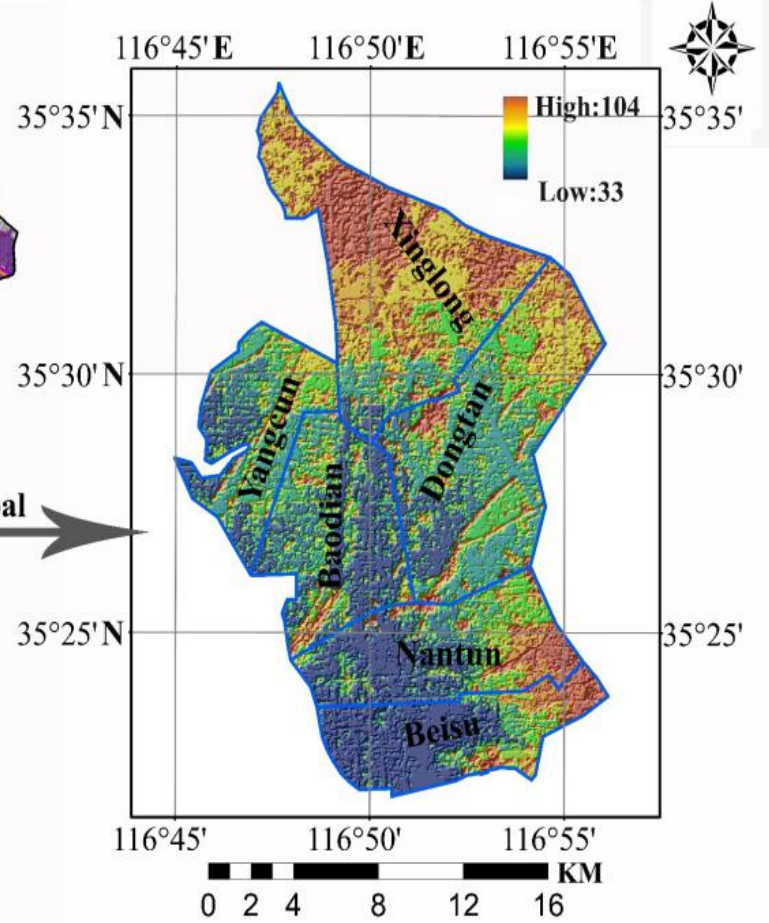 116°45'E 116°50'E 116°55'E
35°35'N 35°35'
High:104
Low:33
Xinglong
35°30'N 35°30'
Yangcun
Dongtan
Baodian
35°25'N 35°25'
Nantun
Beisu
116°45' 116°50' 116°55'
KM
0 2 4 8 12 16